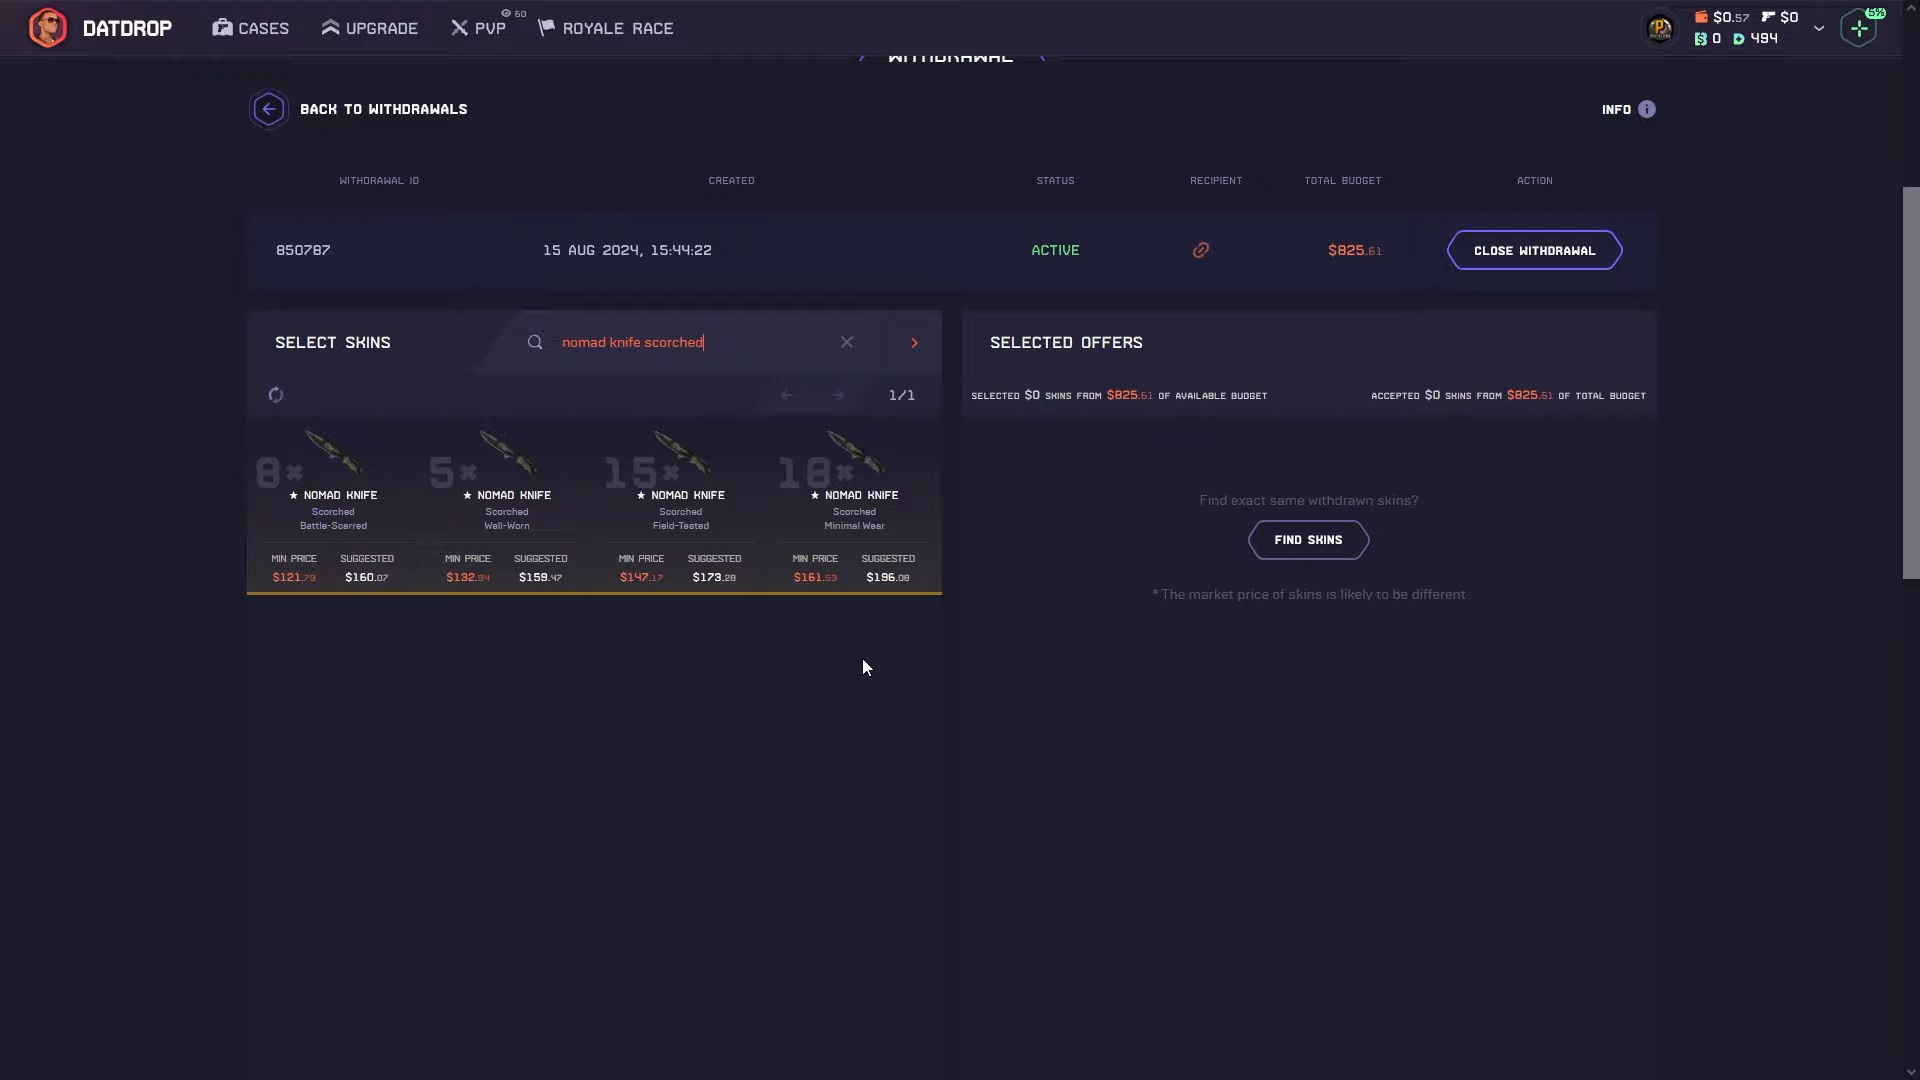 DATDROP
CASES
UPGRADE
PVP
60
ROYALE RACE
$0.57
$0
0
494
5%
WITHDRAWAL
BACK TO WITHDRAWALS
INFO
WITHDRAWAL ID
CREATED
STATUS
RECIPIENT
TOTAL BUDGET
ACTION
850787
15 AUG 2024, 15:44:22
ACTIVE
$825.61
CLOSE WITHDRAWAL
SELECT SKINS
nomad knife scorched
1/1
8×
★ NOMAD KNIFE
Scorched
Battle-Scarred
MIN PRICE
SUGGESTED
$121.79
$160.07
5×
★ NOMAD KNIFE
Scorched
Well-Worn
MIN PRICE
SUGGESTED
$132.94
$159.47
15×
★ NOMAD KNIFE
Scorched
Field-Tested
MIN PRICE
SUGGESTED
$147.17
$173.28
18×
★ NOMAD KNIFE
Scorched
Minimal Wear
MIN PRICE
SUGGESTED
$161.53
$196.08
SELECTED OFFERS
SELECTED $0 SKINS FROM $825.61 OF AVAILABLE BUDGET
ACCEPTED $0 SKINS FROM $825.61 OF TOTAL BUDGET
Find exact same withdrawn skins?
FIND SKINS
* The market price of skins is likely to be different